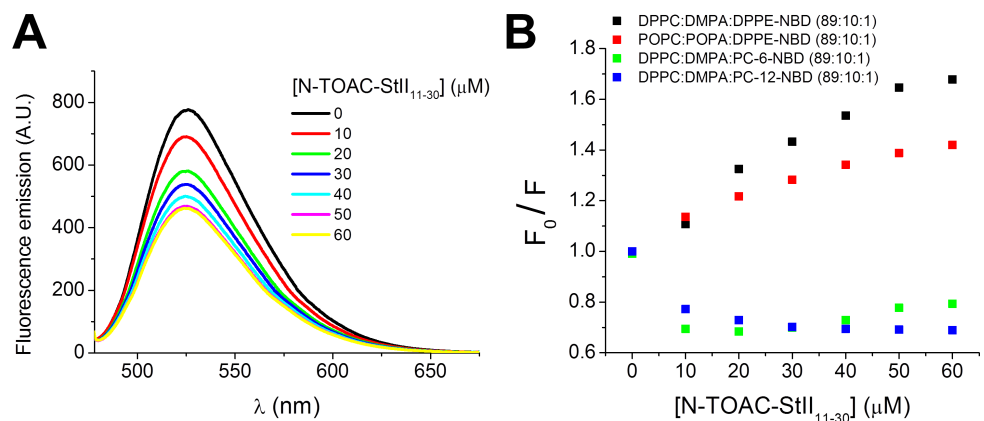 A
[N-TOAC-StII11-30] (μM)
0
10
20
30
40
50
60
800
600
400
200
0
Fluorescence emission (A.U.)
500
550
600
650
λ (nm)
B
DPPC:DMPA:DPPE-NBD (89:10:1)
POPC:POPA:DPPE-NBD (89:10:1)
DPPC:DMPA:PC-6-NBD (89:10:1)
DPPC:DMPA:PC-12-NBD (89:10:1)
1.8
1.6
1.4
1.2
1.0
0.8
0.6
F0/F
0
10
20
30
40
50
60
[N-TOAC-StII11-30] (μM)